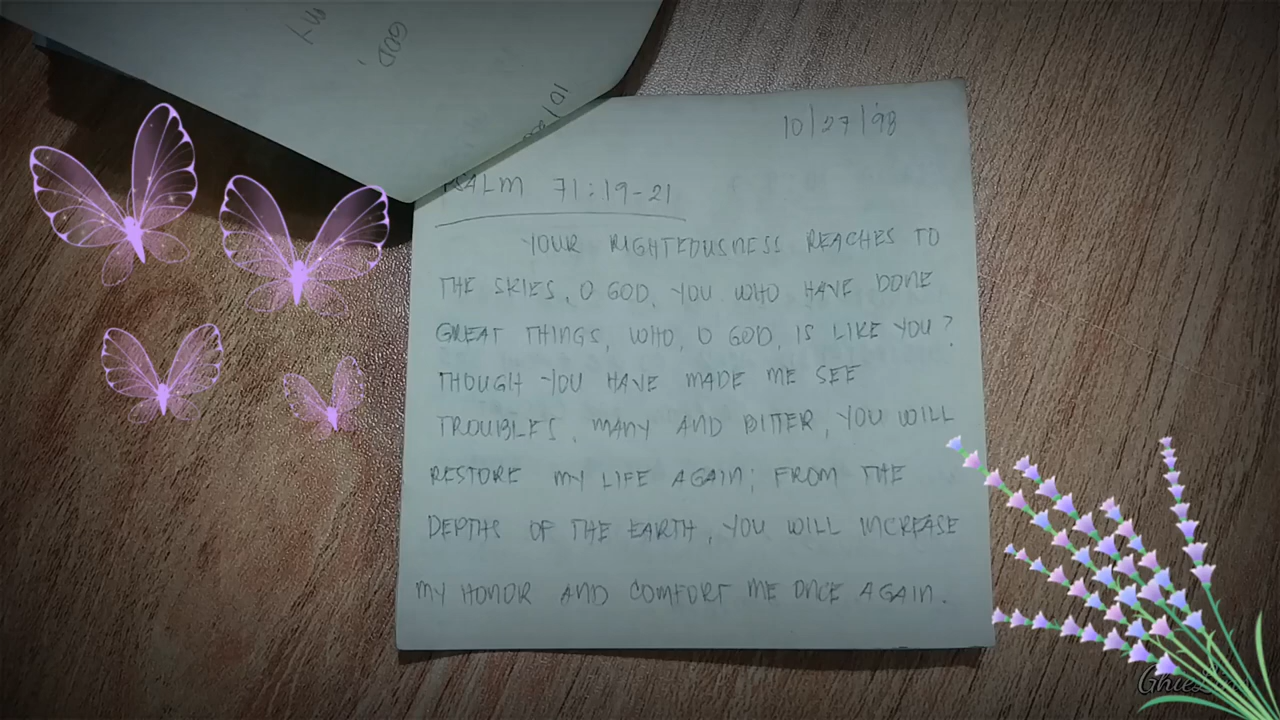 MY
GOD,
10/27/98
PSALM 71:19-21
YOUR RIGHTEOUSNESS REACHES TO
THE SKIES, O GOD, YOU WHO HAVE DONE
GREAT THINGS, WHO, O GOD, IS LIKE YOU?
THOUGH YOU HAVE MADE ME SEE
TROUBLES, MANY AND BITTER, YOU WILL
RESTORE MY LIFE AGAIN; FROM THE
DEPTHS OF THE EARTH, YOU WILL INCREASE
MY HONOR AND COMFORT ME ONCE AGAIN.